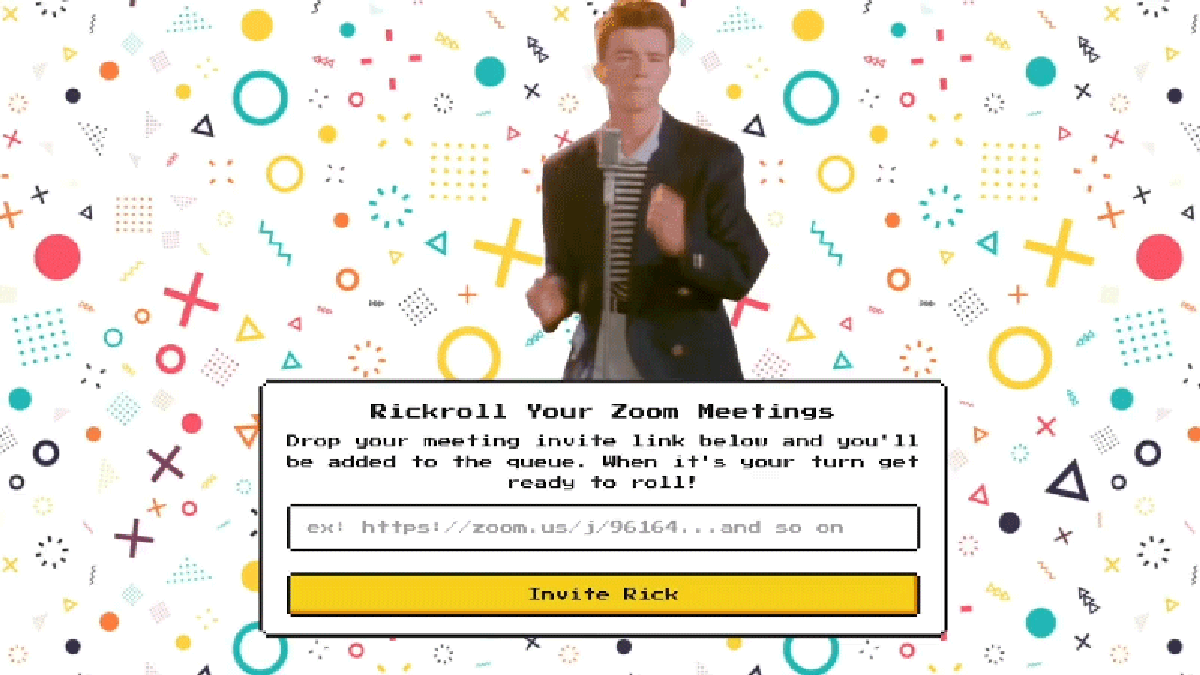 Rickroll Your Zoom Meetings
Drop your meeting invite link below and you'll
be added to the queue. When it's your turn get
ready to roll!
ex: https://zoom.us/j/96164...and so on
Invite Rick